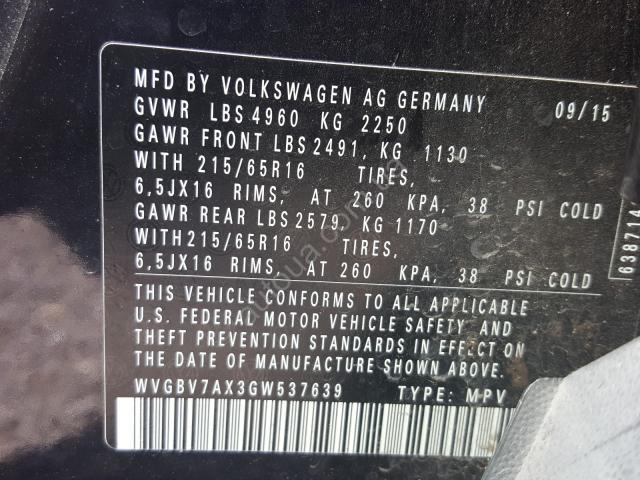 MFD BY VOLKSWAGEN AG GERMANY 09/15
GVWR LBS 4960 KG 2250
GAWR FRONT LBS 2491, KG 1130
WITH 215/65R16 TIRES,
6,5JX16 RIMS, AT 260 KPA, 38 PSI COLD
GAWR REAR LBS 2579, KG 1170
WITH215/65R16 TIRES,
6,5JX16 RIMS, AT 260 KPA, 38 PSI COLD
THIS VEHICLE CONFORMS TO ALL APPLICABLE
U.S. FEDERAL MOTOR VEHICLE SAFETY AND
THEFT PREVENTION STANDARDS IN EFFECT ON
THE DATE OF MANUFACTURE SHOWN ABOVE.
WVGBV7AX3GW537639 TYPE: MPV
638714
autoua.com.ua